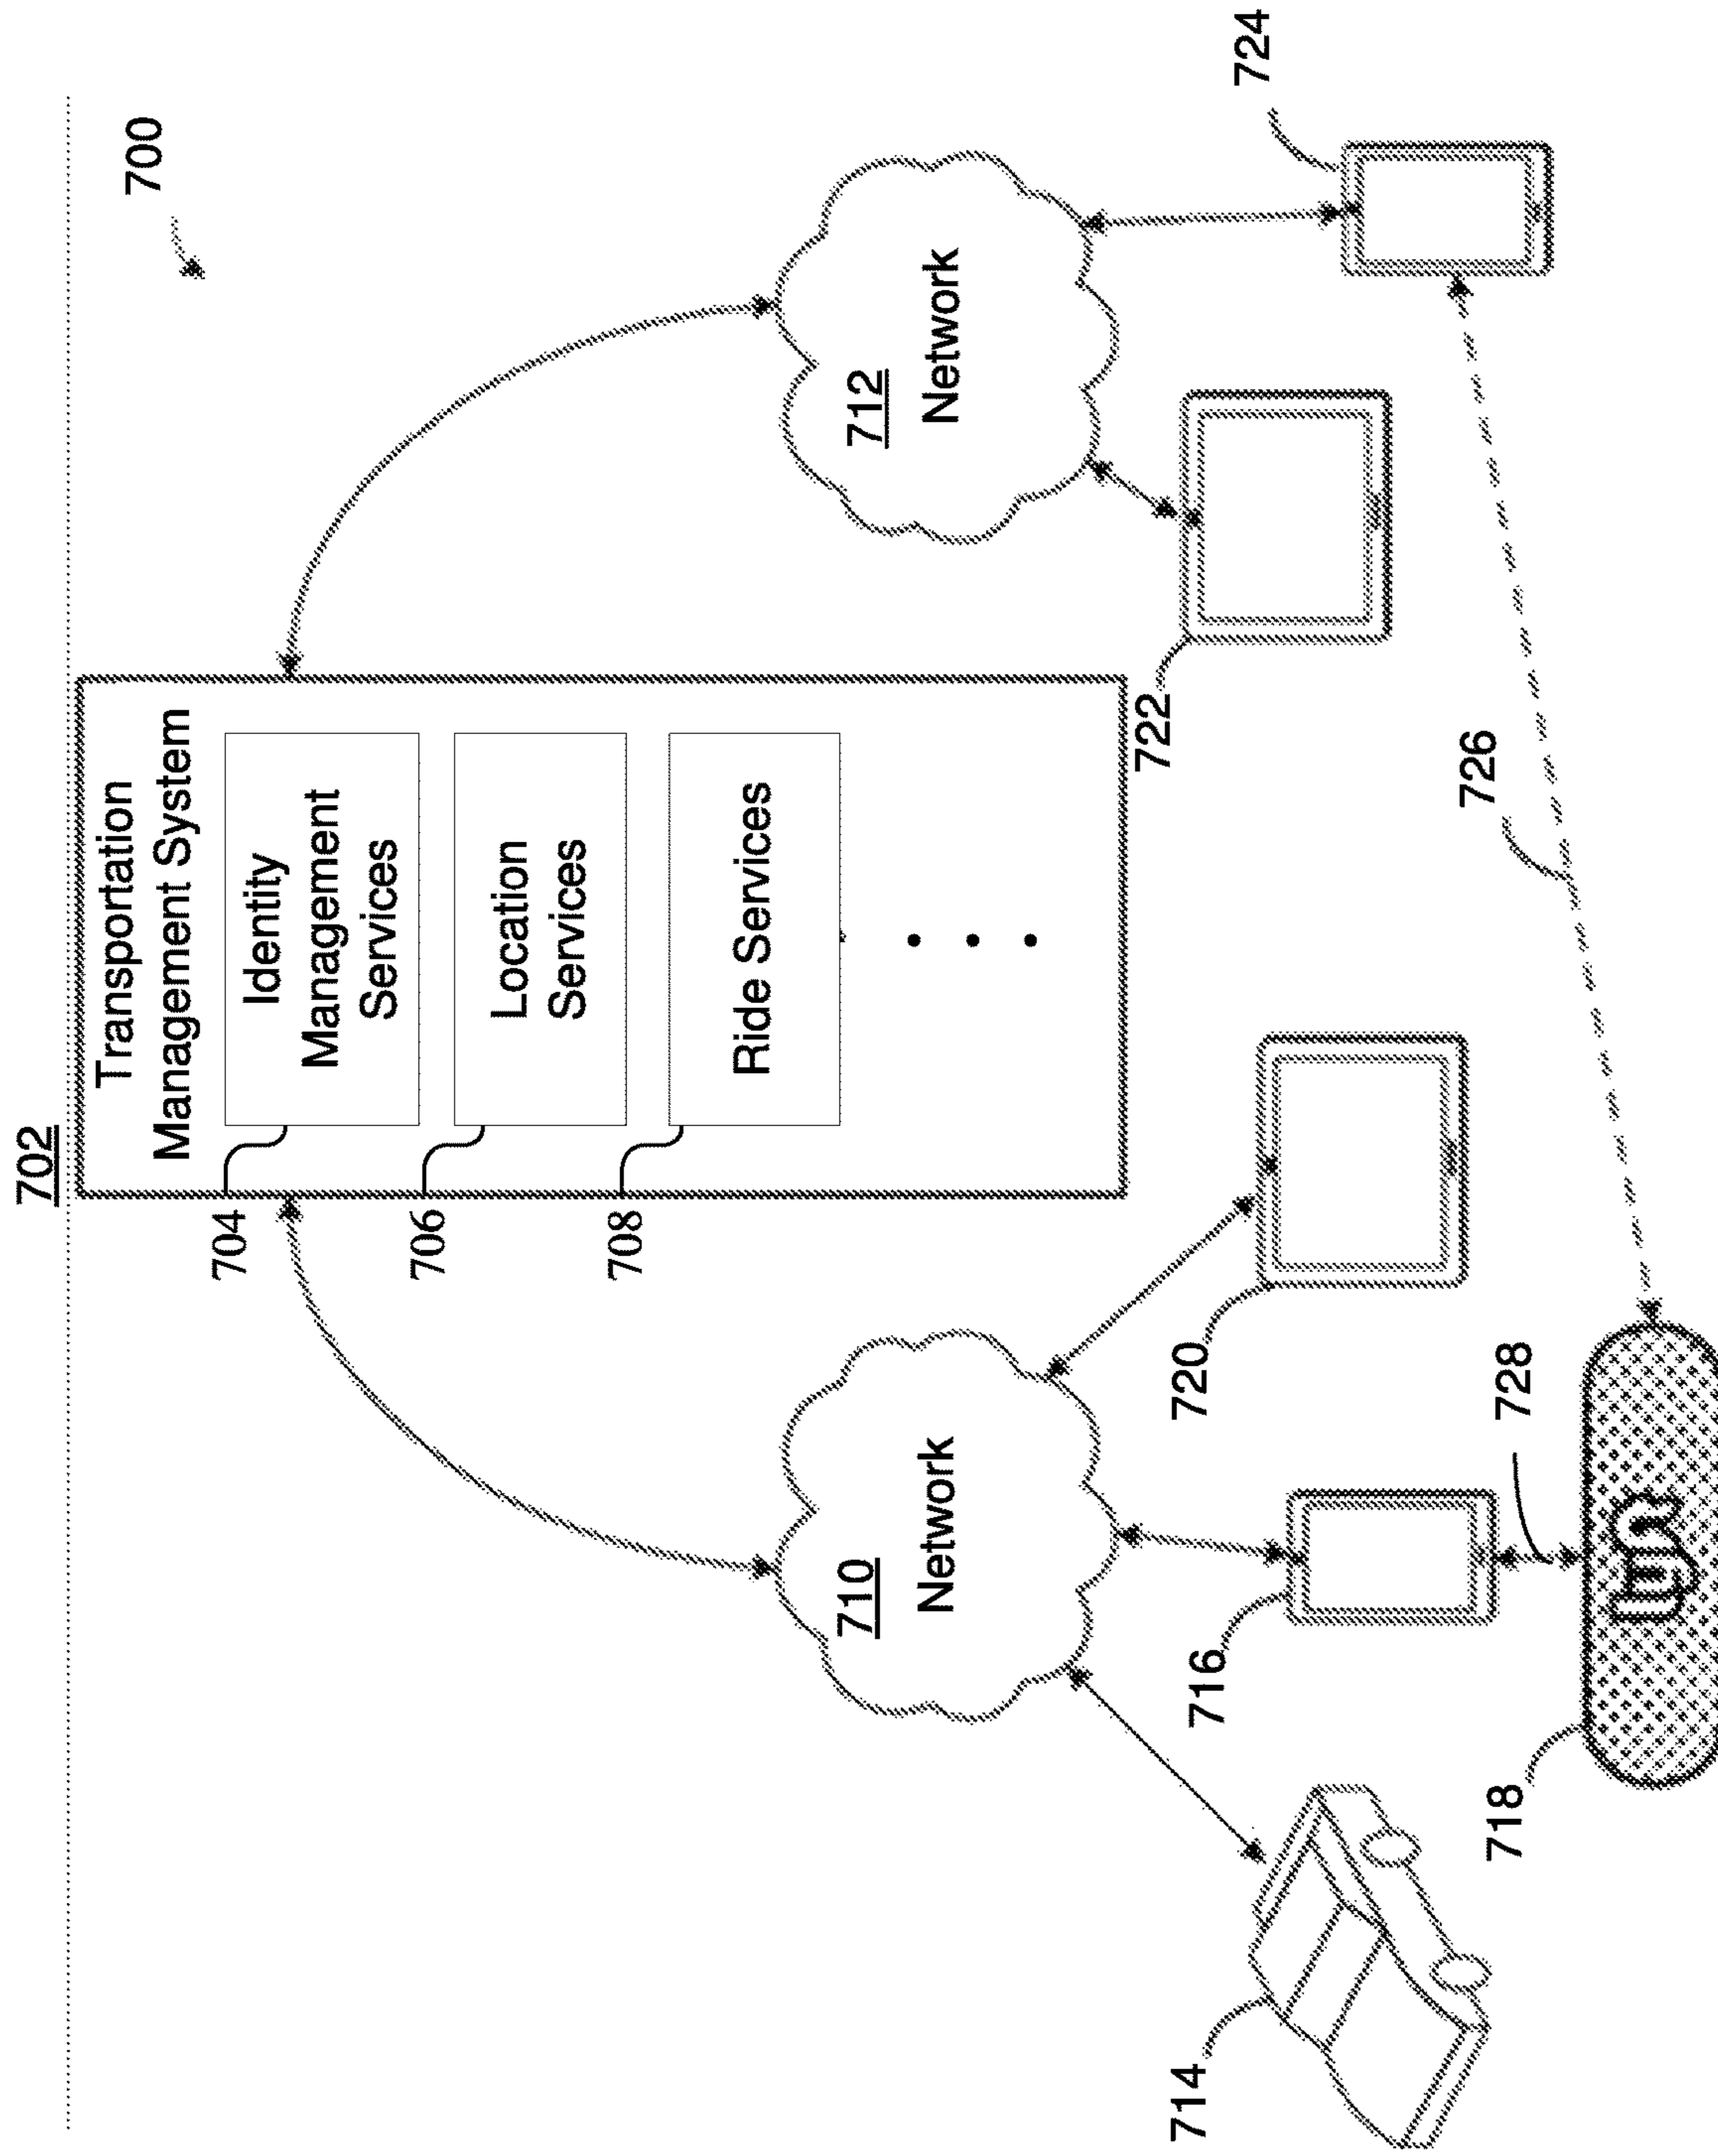 702
700
Transportation
Management System
704
Identity
Management
Services
706
Location
Services
708
Ride Services
710
Network
712
Network
722
714
720
716
724
726
718
728